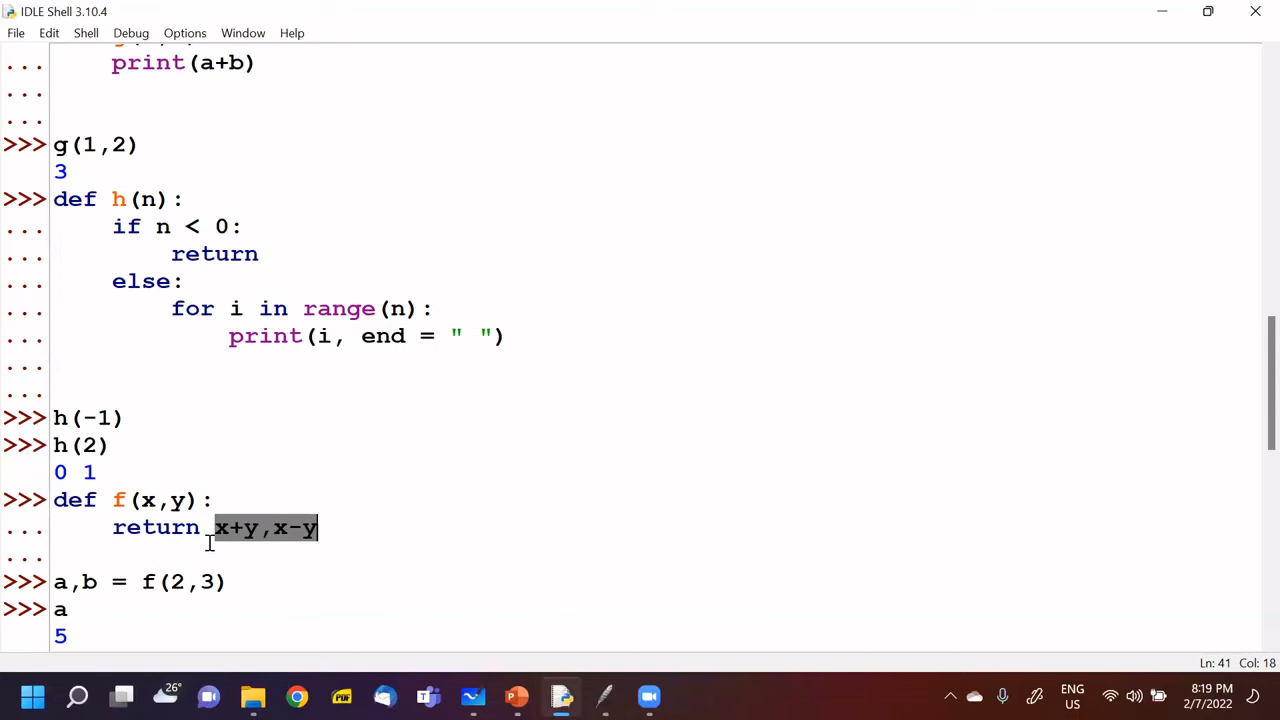 IDLE Shell 3.10.4
File Edit Shell Debug Options Window Help
... print(a+b)
...
...
>>> g(1,2)
3
>>> def h(n):
... if n < 0:
... return
... else:
... for i in range(n):
... print(i, end = " ")
...
...
>>> h(-1)
>>> h(2)
0 1
>>> def f(x,y):
... return x+y,x-y
...
>>> a,b = f(2,3)
>>> a
5
Ln: 41 Col: 18
26°
PDF
ENG
US
8:19 PM
2/7/2022